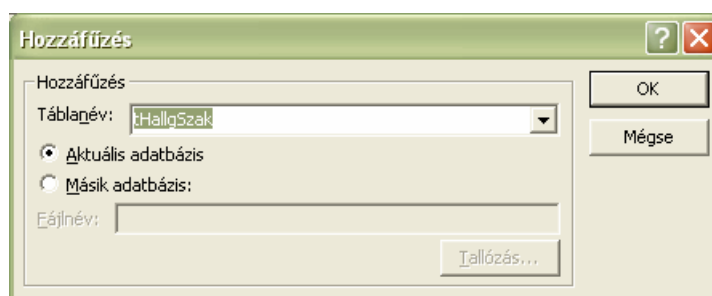 Hozzáfűzés
Hozzáfűzés
Táblanév: tHallgSzak
Aktuális adatbázis
Másik adatbázis:
Fájlnév:
Tallózás...
OK
Mégse